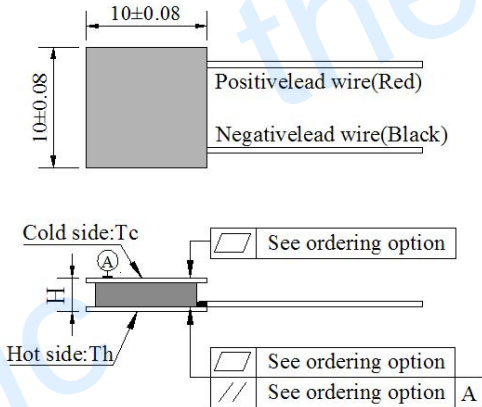 10±0.08
10±0.08
Positivelead wire(Red)
Negativelead wire(Black)
Cold side:Tc
A
See ordering option
H
Hot side:Th
See ordering option
// See ordering option A
the